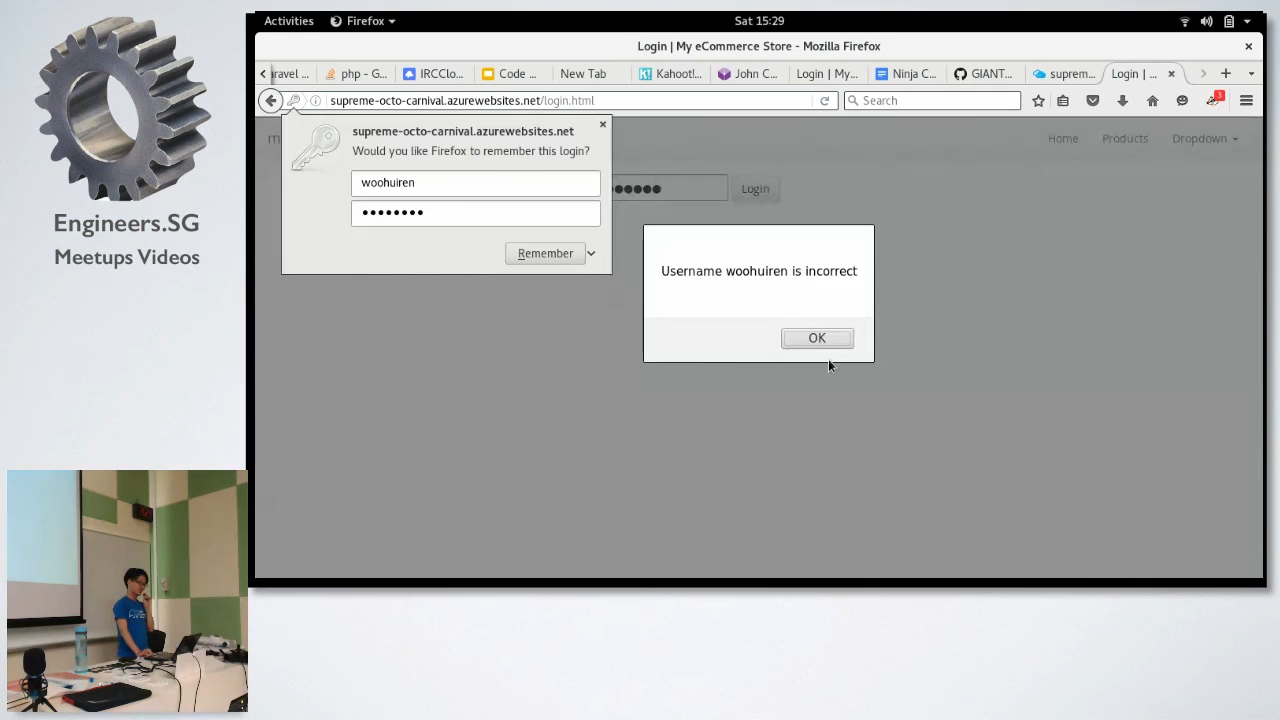 Engineers.SG
Meetups Videos
Activities
Firefox
Sat 15:29
Login | My eCommerce Store - Mozilla Firefox
aravel ...
php - G...
IRCClo...
Code ...
New Tab
Kahoot!
John C...
Login | My...
Ninja C...
GIANT...
suprem...
Login | ...
supreme-octo-carnival.azurewebsites.net/login.html
Search
3
m
Home
Products
Dropdown
supreme-octo-carnival.azurewebsites.net
Would you like Firefox to remember this login?
woohuiren
Remember
Login
Username woohuiren is incorrect
OK